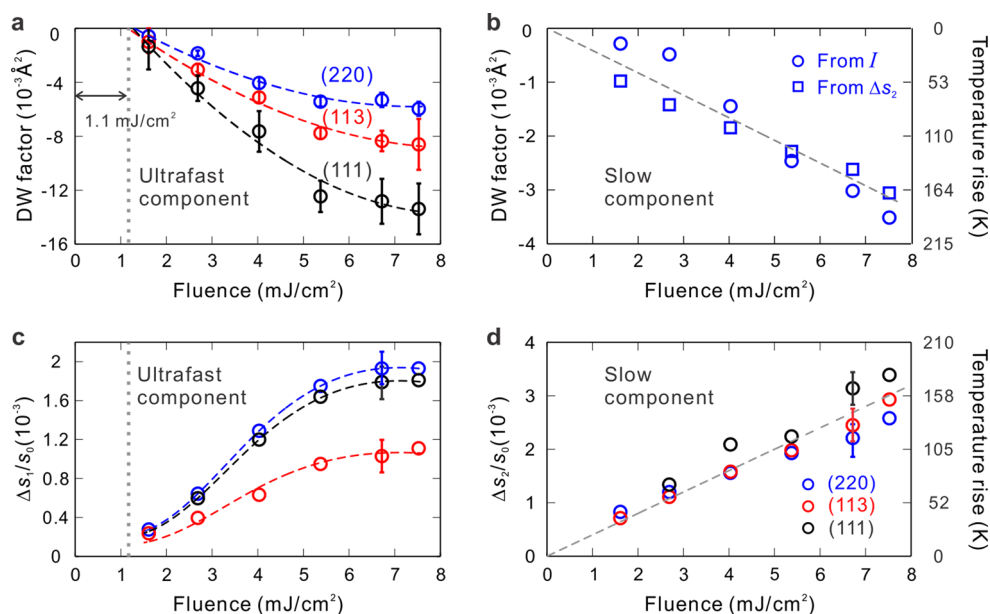 a
DW factor (10⁻³Å²)
0
-4
-8
-12
-16
1.1 mJ/cm²
(220)
(113)
(111)
Ultrafast
component
0 1 2 3 4 5 6 7 8
Fluence (mJ/cm²)
b
DW factor (10⁻³Å²)
0
-1
-2
-3
-4
From I
From Δs₂
Slow
component
0
53
110
164
215
Temperature rise (K)
0 1 2 3 4 5 6 7 8
Fluence (mJ/cm²)
c
Δs₁/s₀(10⁻³)
2
1.6
1.2
0.8
0.4
0
Ultrafast
component
0 1 2 3 4 5 6 7 8
Fluence (mJ/cm²)
d
Δs₂/s₀(10⁻³)
4
3
2
1
0
Slow
component
(220)
(113)
(111)
210
158
105
52
0
Temperature rise (K)
0 1 2 3 4 5 6 7 8
Fluence (mJ/cm²)